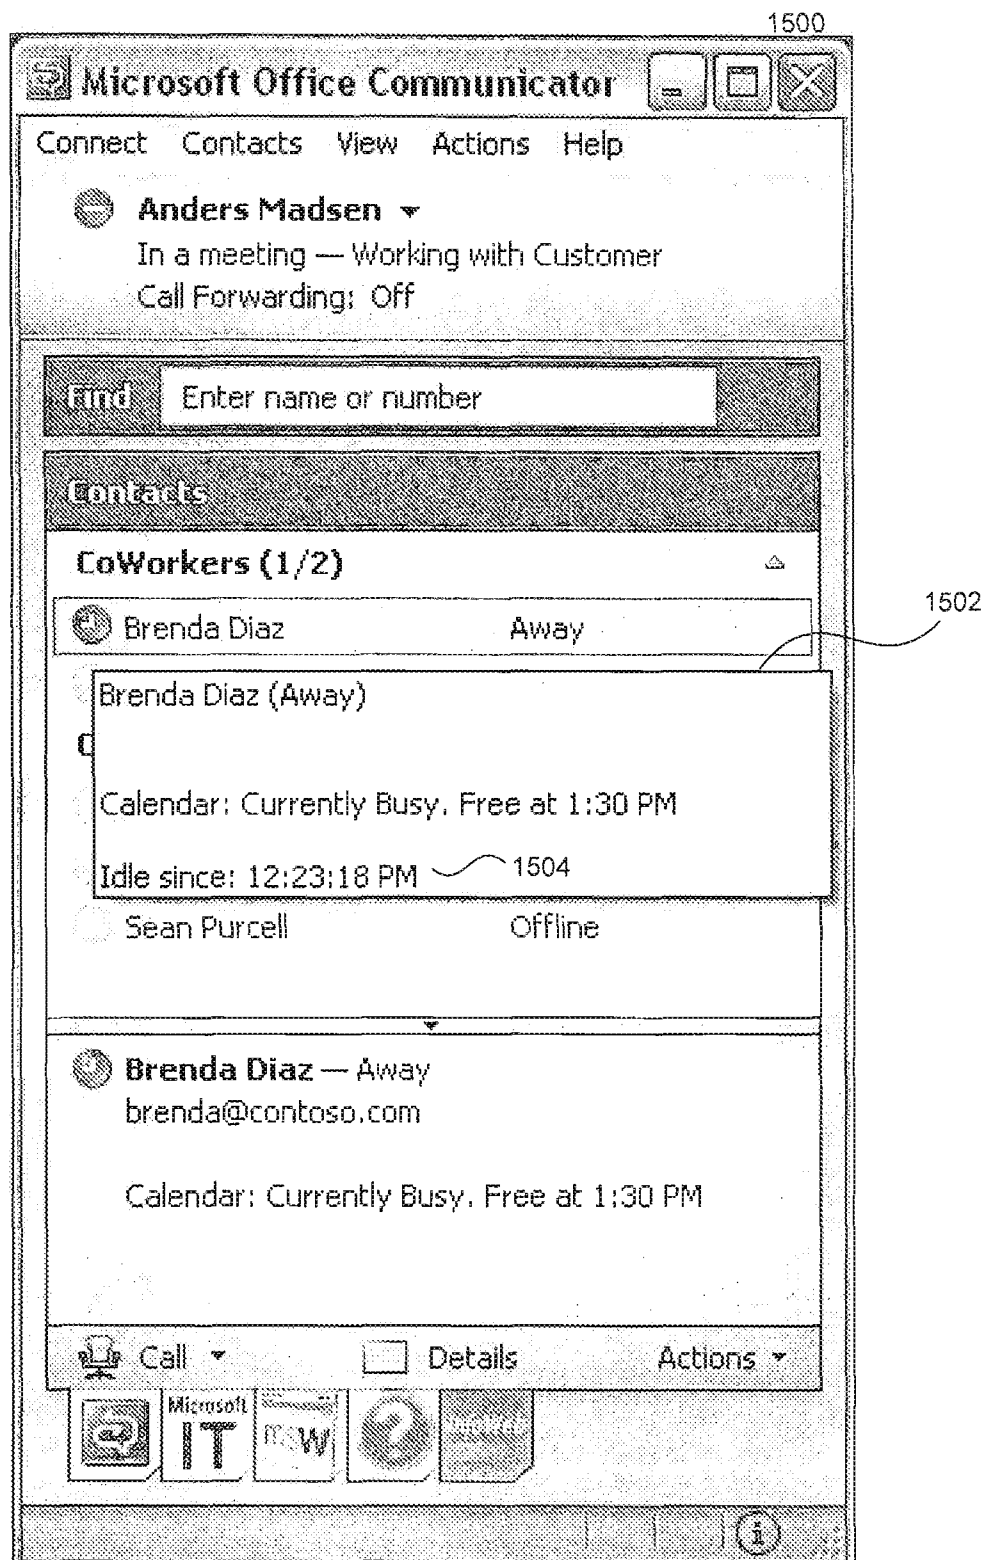 1500
Microsoft Office Communicator
Connect Contacts View Actions Help
Anders Madsen
In a meeting — Working with Customer
Call Forwarding: Off
Find Enter name or number
Contacts
CoWorkers (1/2)
Brenda Diaz Away
1502
Brenda Diaz (Away)
Calendar: Currently Busy. Free at 1:30 PM
Idle since: 12:23:18 PM 1504
Sean Purcell Offline
Brenda Diaz — Away
brenda@contoso.com
Calendar: Currently Busy. Free at 1:30 PM
Call Details Actions
Microsoft
IT